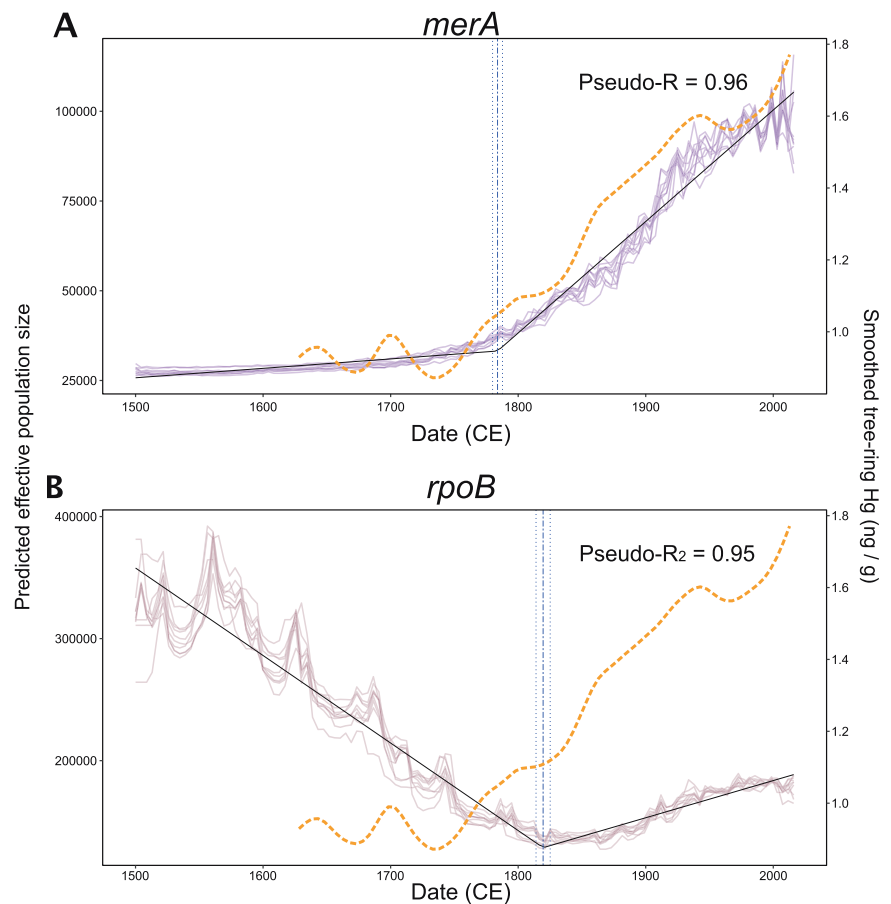 A
merA
Pseudo-R = 0.96
100000
75000
50000
25000
1.8
1.6
1.4
1.2
1.0
1500
1600
1700
1800
1900
2000
Date (CE)
Predicted effective population size
Smoothed tree-ring Hg (ng / g)
B
rpoB
Pseudo-R2 = 0.95
400000
300000
200000
1.8
1.6
1.4
1.2
1.0
1500
1600
1700
1800
1900
2000
Date (CE)